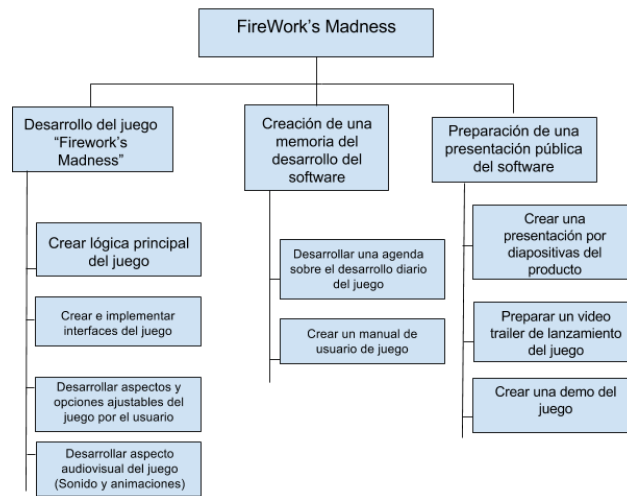 FireWork's Madness
Desarrollo del juego
"Firework's
Madness"
Crear lógica principal
del juego
Crear e implementar
interfaces del juego
Desarrollar aspectos y
opciones ajustables del
juego por el usuario
Desarrollar aspecto
audiovisual del juego
(Sonido y animaciones)
Creación de una
memoria del
desarrollo del
software
Desarrollar una agenda
sobre el desarrollo diario
del juego
Crear un manual de
usuario de juego
Preparación de una
presentación pública
del software
Crear una
presentación por
diapositivas del
producto
Preparar un video
trailer de lanzamiento
del juego
Crear una demo del
juego